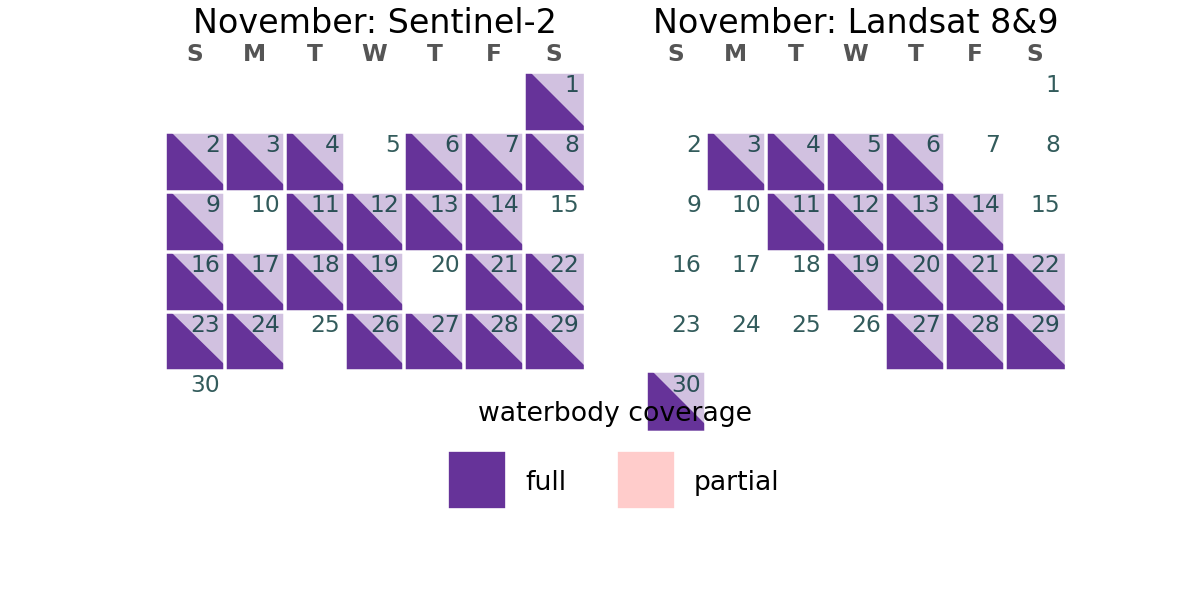 November: Sentinel-2
S M T W T F S
1
2 3 4 5 6 7 8
9 10 11 12 13 14 15
16 17 18 19 20 21 22
23 24 25 26 27 28 29
30
November: Landsat 8&9
S M T W T F S
1
2 3 4 5 6 7 8
9 10 11 12 13 14 15
16 17 18 19 20 21 22
23 24 25 26 27 28 29
30
waterbody coverage
full
partial